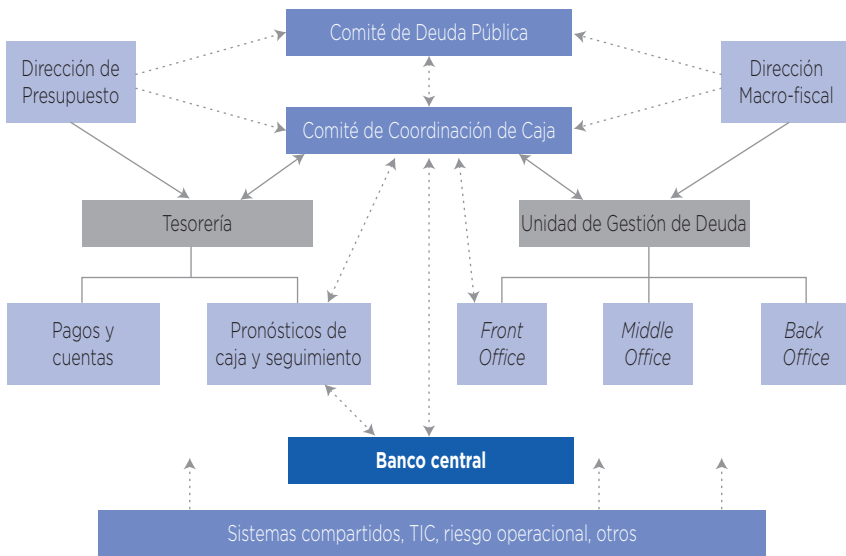 Comité de Deuda Pública
Dirección de
Presupuesto
Dirección
Macro-fiscal
Comité de Coordinación de Caja
Tesorería
Unidad de Gestión de Deuda
Pagos y
cuentas
Pronósticos de
caja y seguimiento
Front
Office
Middle
Office
Back
Office
Banco central
Sistemas compartidos, TIC, riesgo operacional, otros